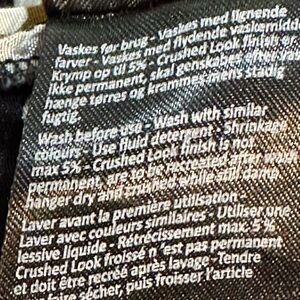 Vaskes før brug - Vaskes med lignende
farver - Vaskes med flydende vaskemiddel
Krymp op til 5% - Crushed Look finish er
ikke permanent, skal genskabes efter vask
hænge tørres og krammes mens stadig
fugtig.
Wash before use - Wash with similar
colours - Use fluid detergent - Shrinkage
max 5% - Crushed Look finish is not
permanent, are to be recreated after wash
hanger dry and crushed while and damp
Laver avant la première utilisation -
Laver avec couleurs similaires - Utiliser une
lessive liquide - Rétrécissement max. 5%
Crushed Look froissé n'est pas permanent
et doit être recréé après lavage -Tendre
faire sécher, puis froisser l'article